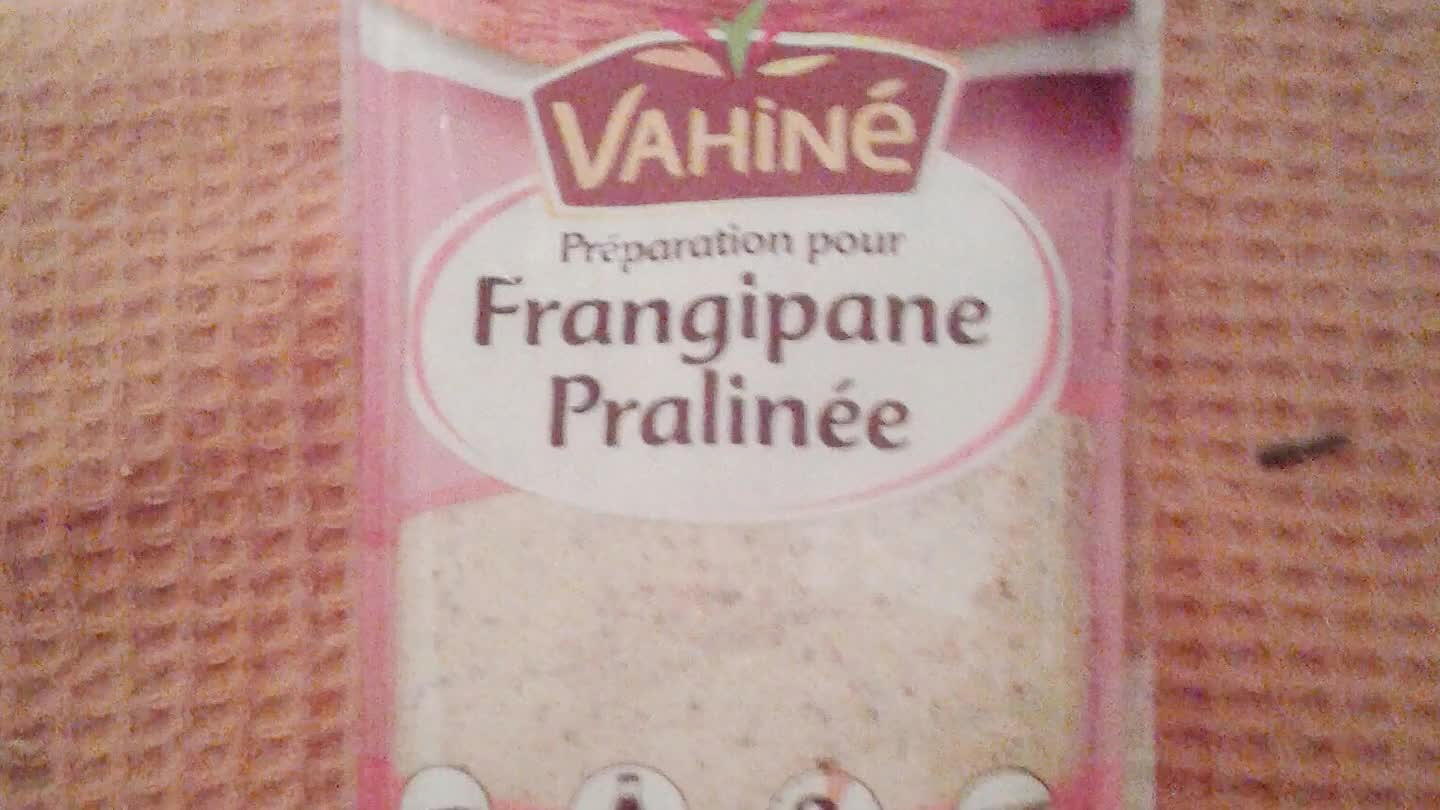 VAHiNé
Préparation pour
Frangipane
Pralinée